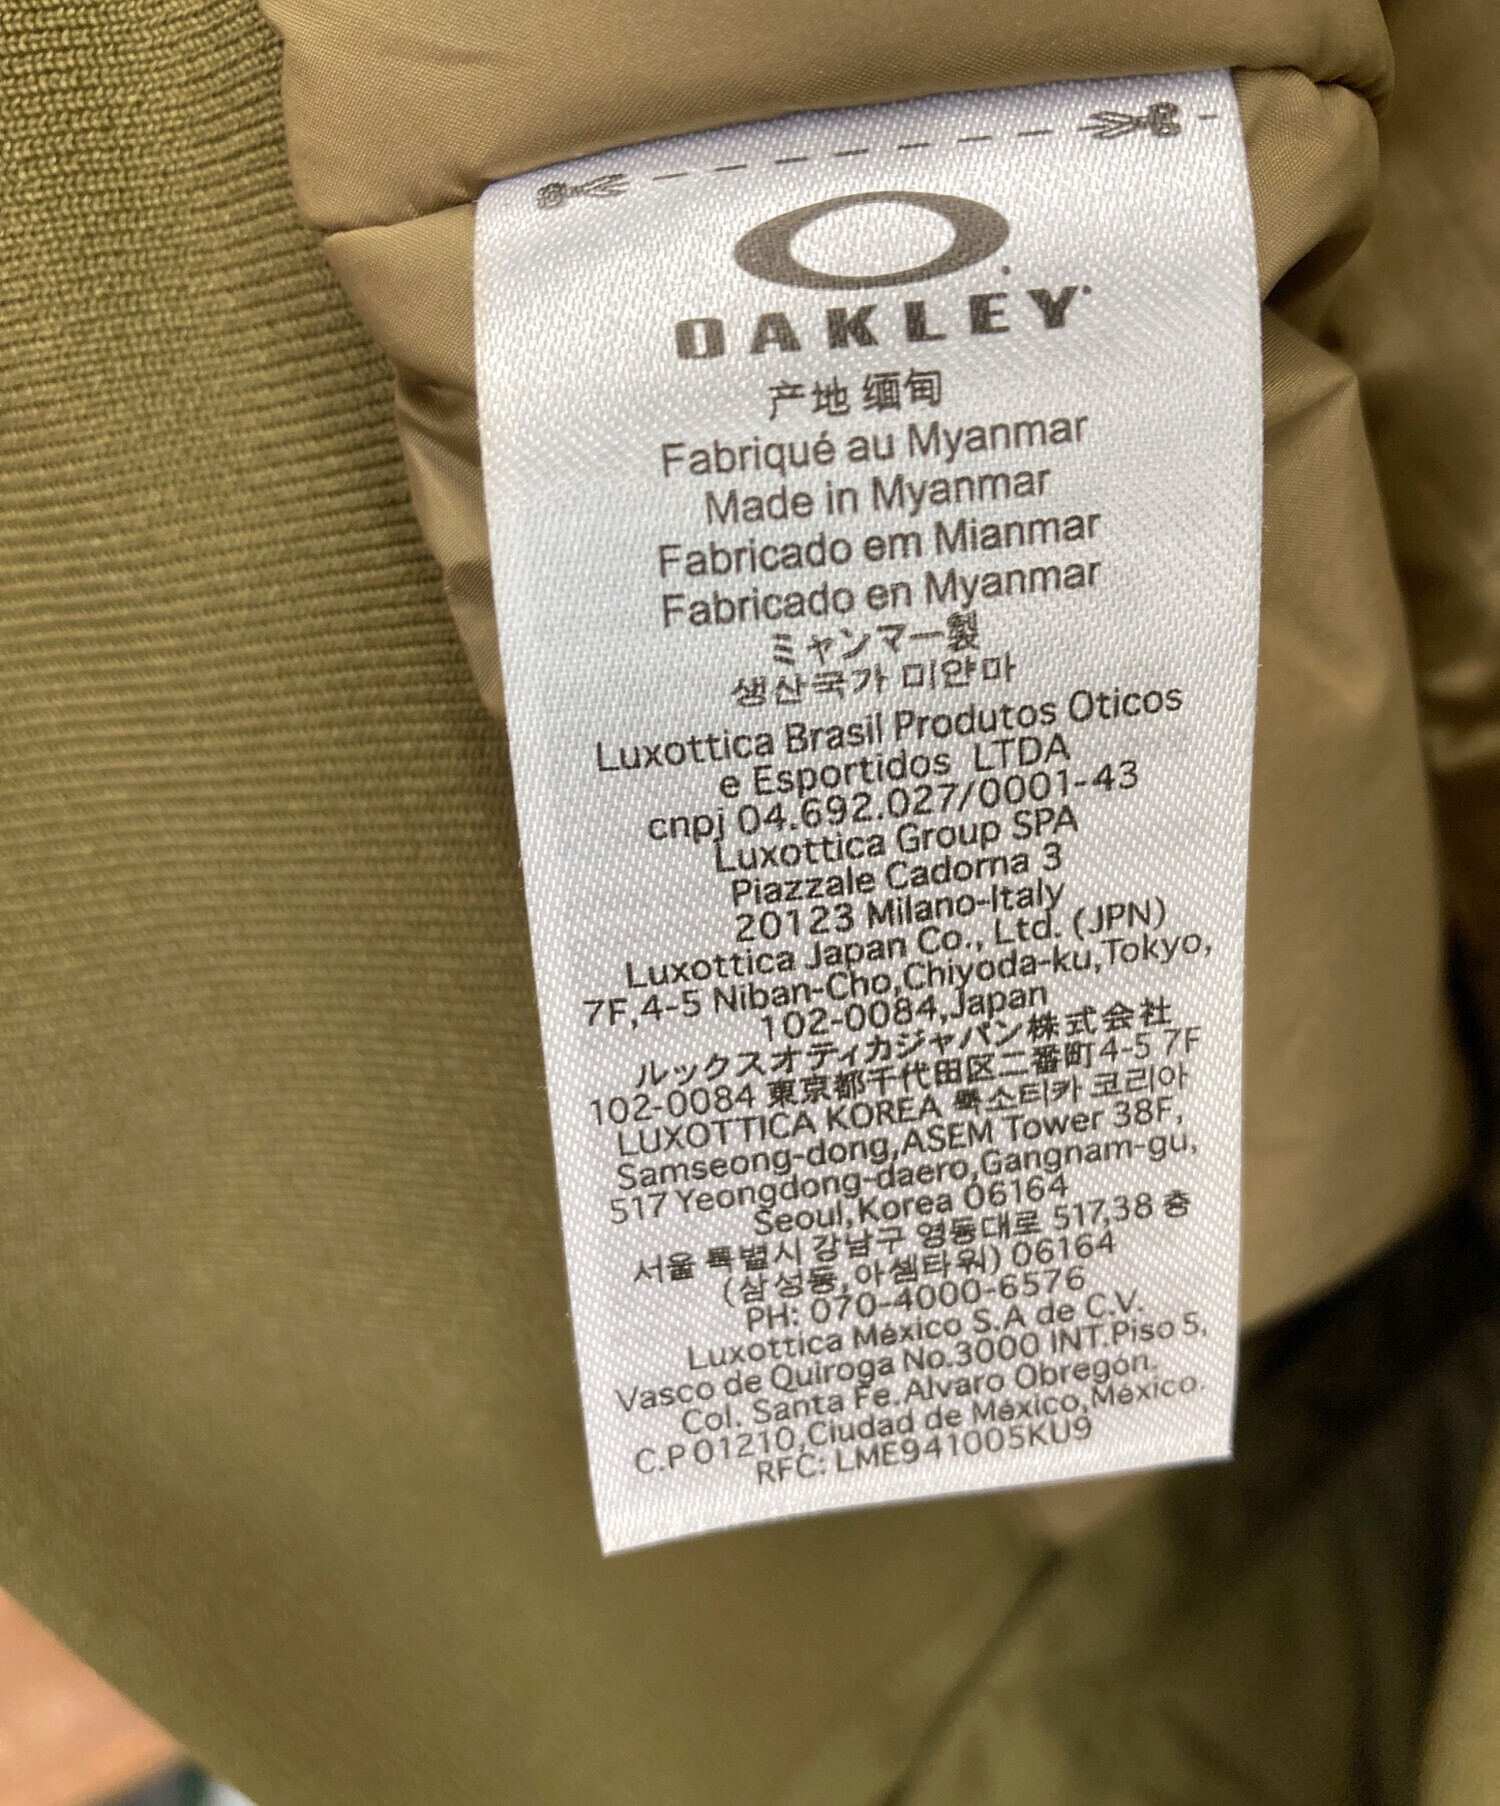 OAKLEY
产地 缅甸
Fabriqué au Myanmar
Made in Myanmar
Fabricado em Mianmar
Fabricado en Myanmar
ミャンマー製
생산국가 미얀마
Luxottica Brasil Produtos Oticos
e Esportidos LTDA
cnpj 04.692.027/0001-43
Luxottica Group SPA
Piazzale Cadorna 3
20123 Milano-Italy
Luxottica Japan Co., Ltd. (JPN)
7F,4-5 Niban-Cho,Chiyoda-ku,Tokyo,
102-0084,Japan
ルックスオティカジャパン株式会社
102-0084 東京都千代田区二番町4-5 7F
LUXOTTICA KOREA 룩소티카 코리아
Samseong-dong,ASEM Tower 38F,
517 Yeongdong-daero,Gangnam-gu,
Seoul,Korea 06164
서울 특별시 강남구 영동대로 517,38 층
(삼성동,아셈타워) 06164
PH: 070-4000-6576
Luxottica México S.A de C.V.
Vasco de Quiroga No.3000 INT.Piso 5,
Col. Santa Fe.Alvaro Obregón.
C.P 01210,Ciudad de México,México.
RFC: LME941005KU9